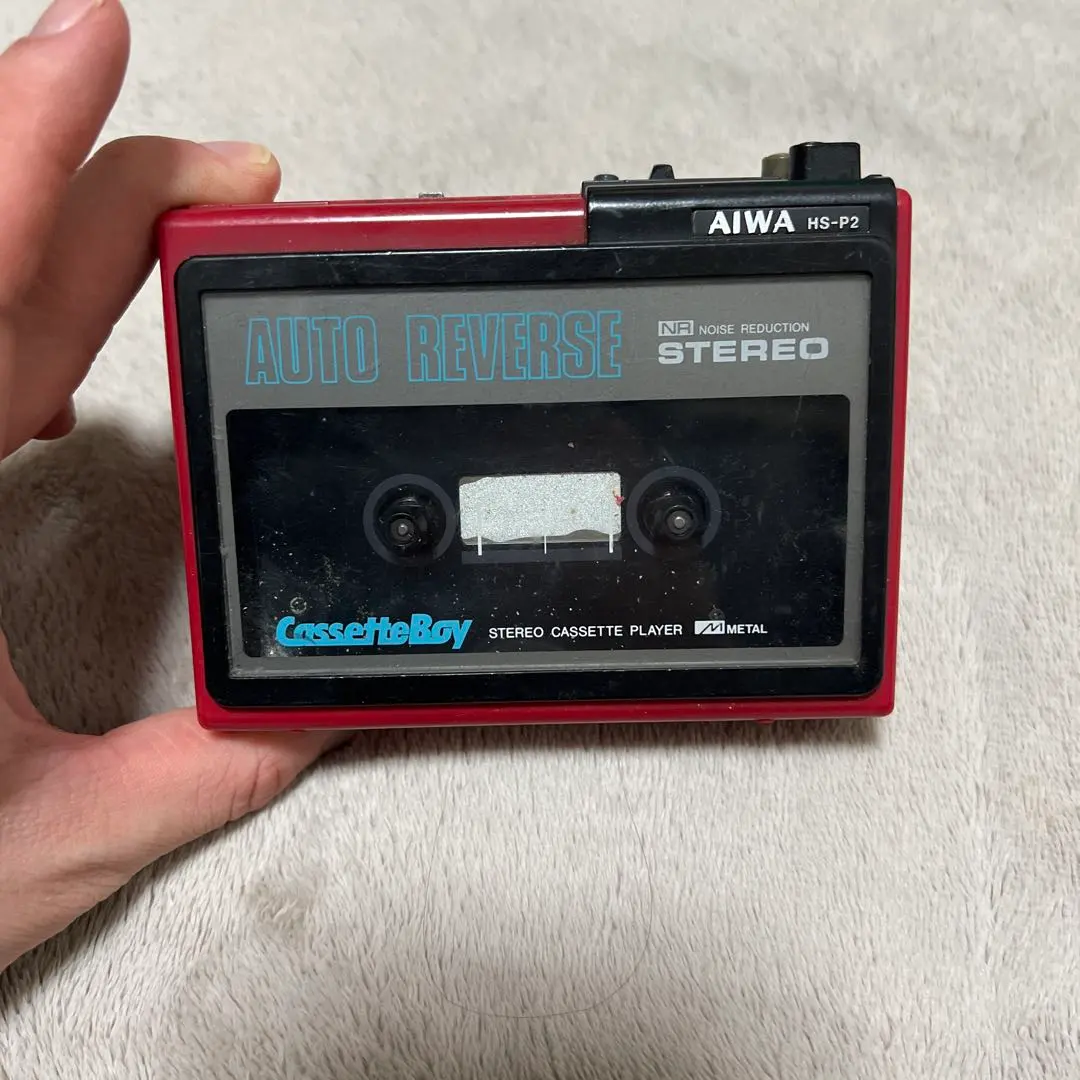 AIWA HS-P2
AUTO REVERSE
NR NOISE REDUCTION
STEREO
CassetteBoy STEREO CASSETTE PLAYER METAL